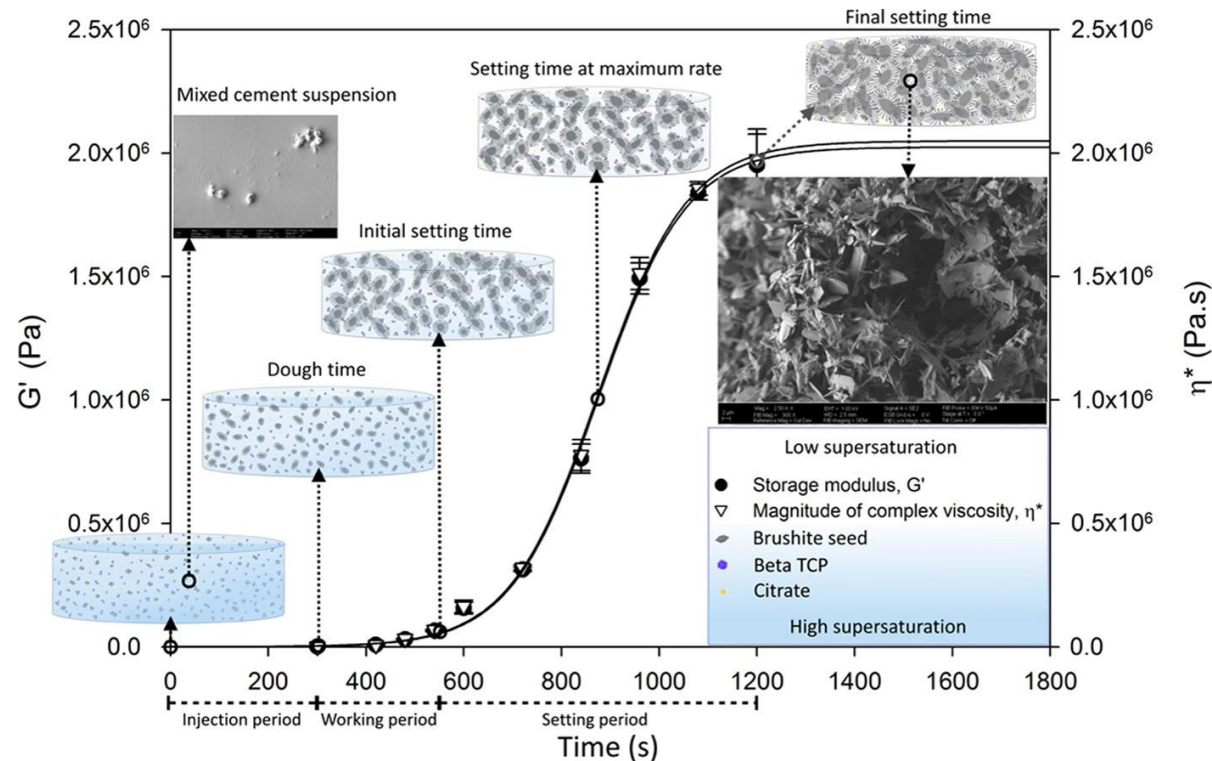 2.5x10⁶
2.0x10⁶
1.5x10⁶
1.0x10⁶
0.5x10⁶
0.0
G' (Pa)
Final setting time
Setting time at maximum rate
Mixed cement suspension
Initial setting time
Dough time
2.5x10⁶
2.0x10⁶
1.5x10⁶
1.0x10⁶
0.5x10⁶
0.0
η* (Pa.s)
Low supersaturation
Storage modulus, G'
Magnitude of complex viscosity, η*
Brushite seed
Beta TCP
Citrate
High supersaturation
0 200 400 600 800 1000 1200 1400 1600 1800
Injection period Working period Setting period
Time (s)